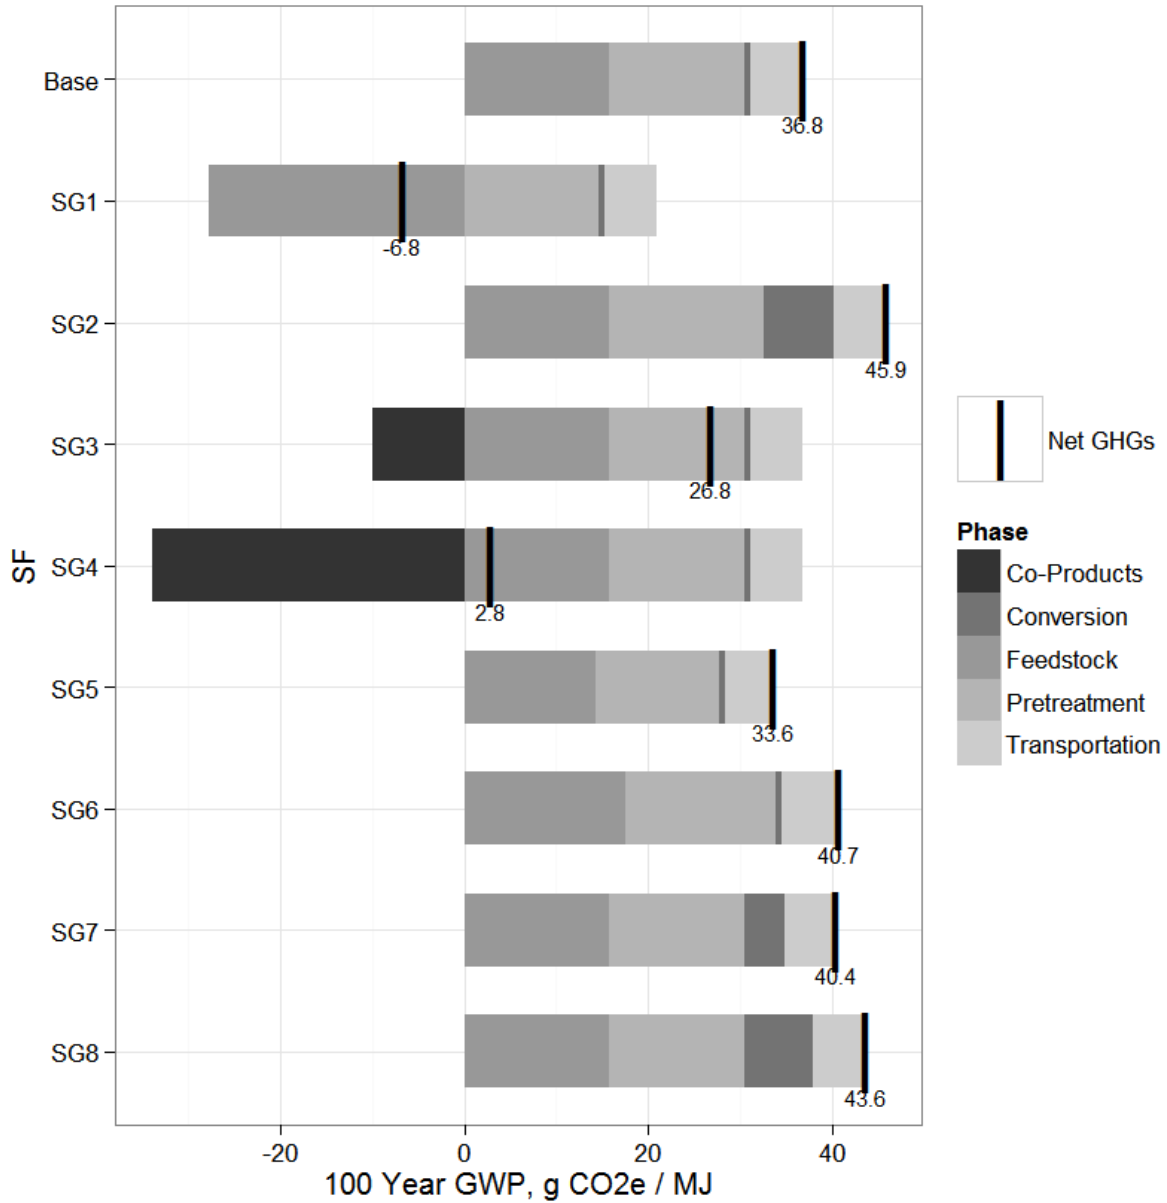 Base
36.8
SG1
-6.8
SG2
45.9
SG3
26.8
SF
SG4
2.8
SG5
33.6
SG6
40.7
SG7
40.4
SG8
43.6
-20 0 20 40
100 Year GWP, g CO2e / MJ
Net GHGs
Phase
Co-Products
Conversion
Feedstock
Pretreatment
Transportation